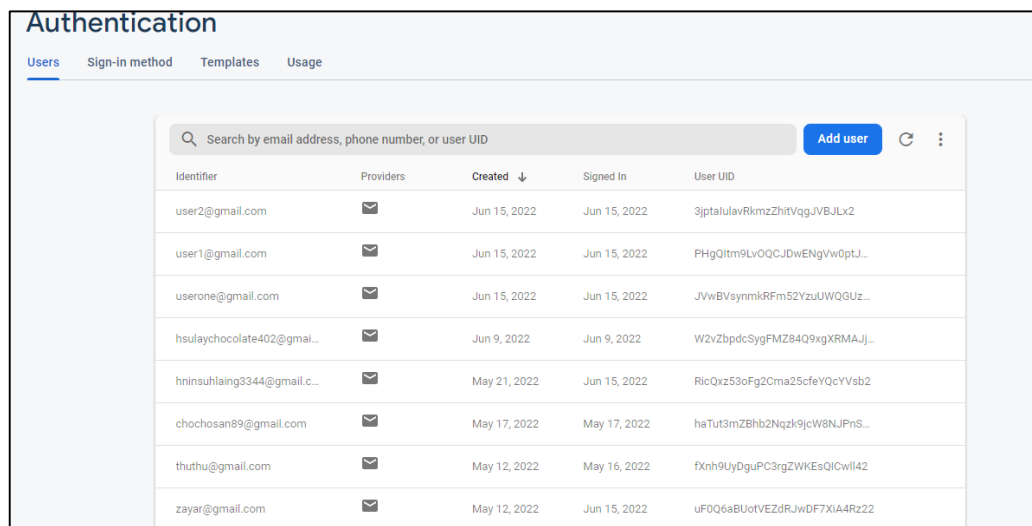 Authentication
Users Sign-in method Templates Usage
Search by email address, phone number, or user UID Add user
Identifier Providers Created Signed In User UID
user2@gmail.com Jun 15, 2022 Jun 15, 2022 3jptaIulavRkmzZhitVqgJVBJLx2
user1@gmail.com Jun 15, 2022 Jun 15, 2022 PHgQItm9LvOQCJDwENgVw0ptJ...
userone@gmail.com Jun 15, 2022 Jun 15, 2022 JVwBVsynmkRFm52YzuUWQGUz...
hsulaychocolate402@gmai... Jun 9, 2022 Jun 9, 2022 W2vZbpdcSygFMZ84Q9xgXRMAJj...
hninsuhlaing3344@gmail.c... May 21, 2022 Jun 15, 2022 RicQxz53oFg2Cma25cfeYQcYVsb2
chochosan89@gmail.com May 17, 2022 May 17, 2022 haTut3mZBhb2Nqzk9jcW8NJPnS...
thuthu@gmail.com May 12, 2022 May 16, 2022 fXnh9UyDguPC3rgZWKEsQICwll42
zayar@gmail.com May 12, 2022 Jun 15, 2022 uF0Q6aBUotVEZdRJwDF7XiA4Rz22